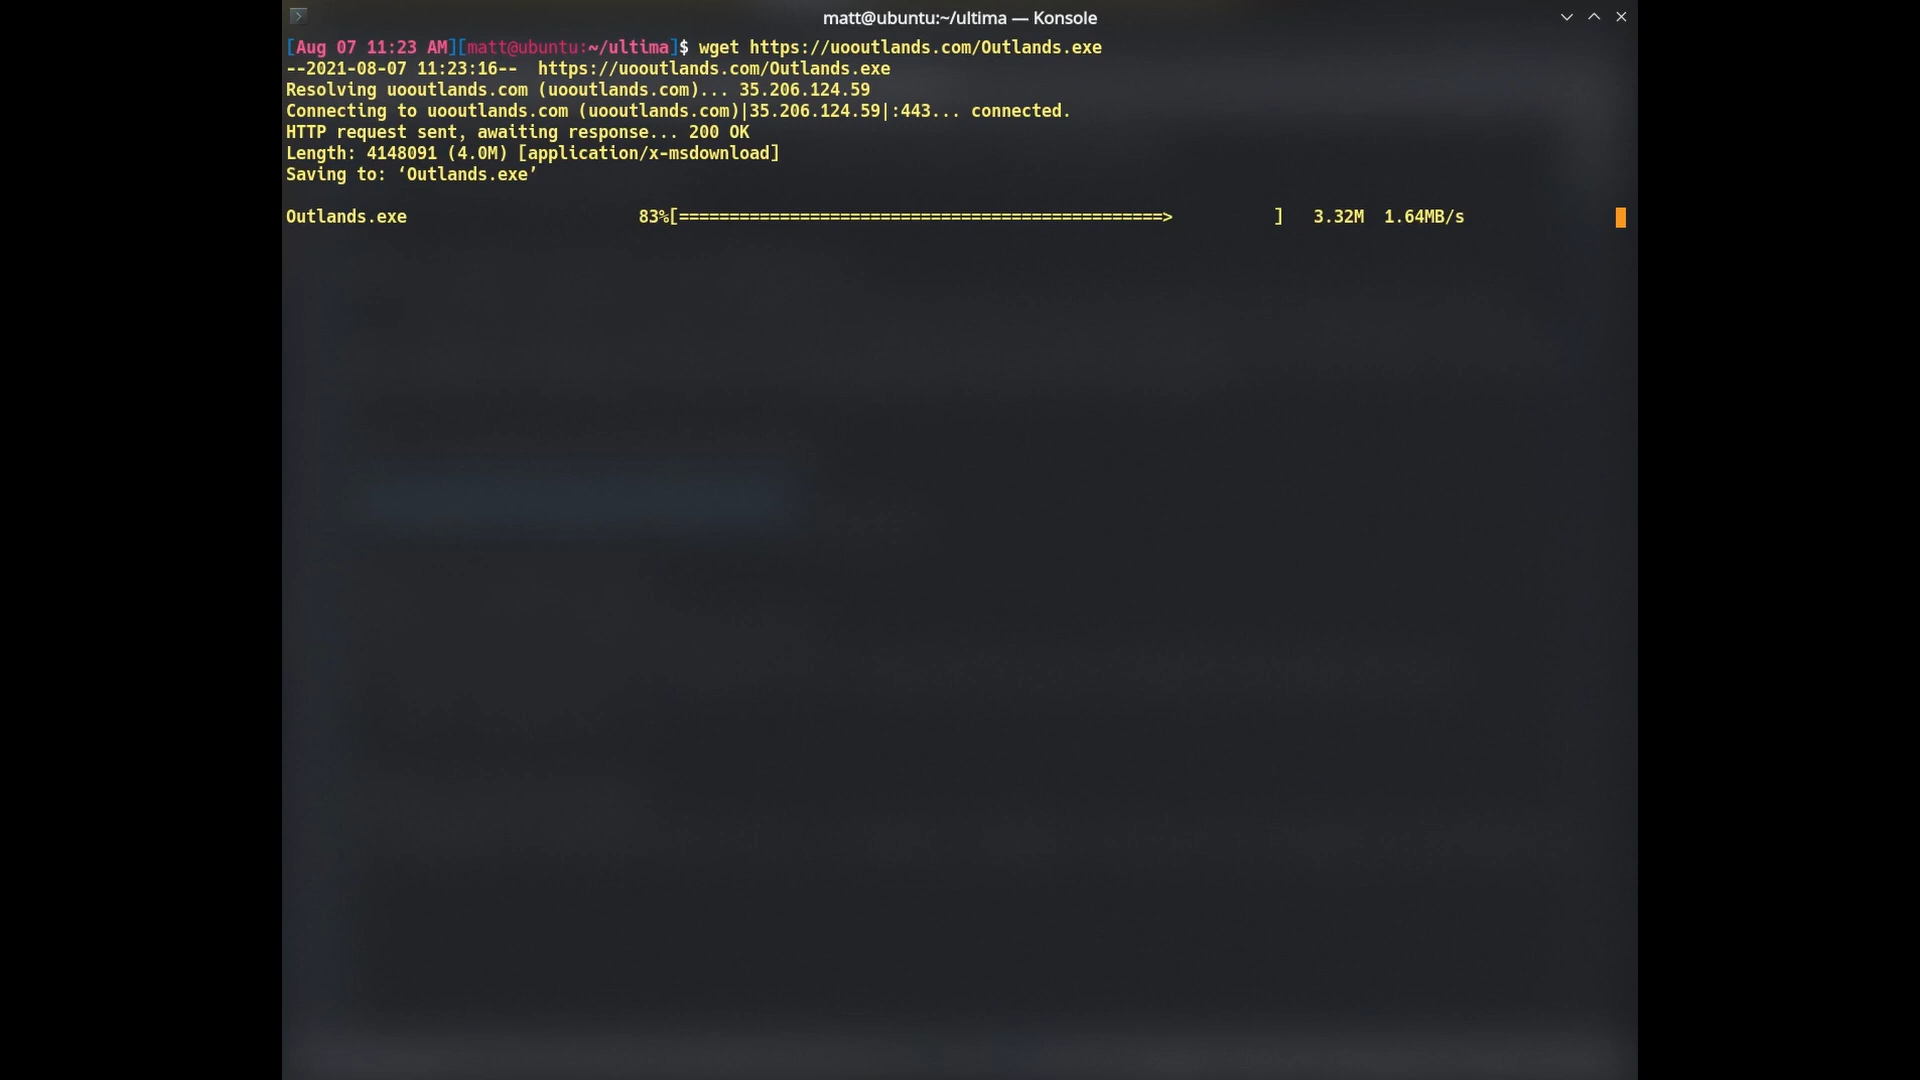 matt@ubuntu:~/ultima — Konsole
[Aug 07 11:23 AM][matt@ubuntu:~/ultima]$ wget https://uooutlands.com/Outlands.exe
--2021-08-07 11:23:16--  https://uooutlands.com/Outlands.exe
Resolving uooutlands.com (uooutlands.com)... 35.206.124.59
Connecting to uooutlands.com (uooutlands.com)|35.206.124.59|:443... connected.
HTTP request sent, awaiting response... 200 OK
Length: 4148091 (4.0M) [application/x-msdownload]
Saving to: ‘Outlands.exe’
Outlands.exe 83%[================================================> ] 3.32M 1.64MB/s